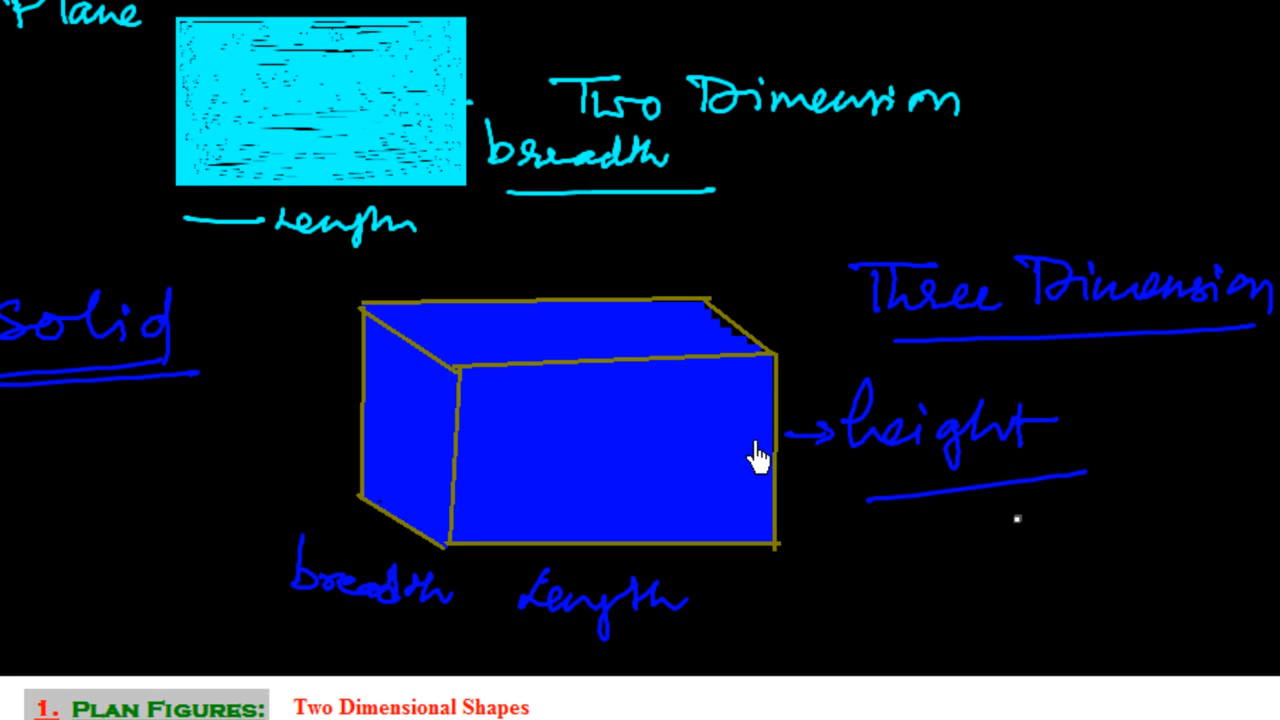 Plane
Two Dimension
breadth
Length
Solid
Three Dimension
height
breadth Length
1. PLAN FIGURES: Two Dimensional Shapes